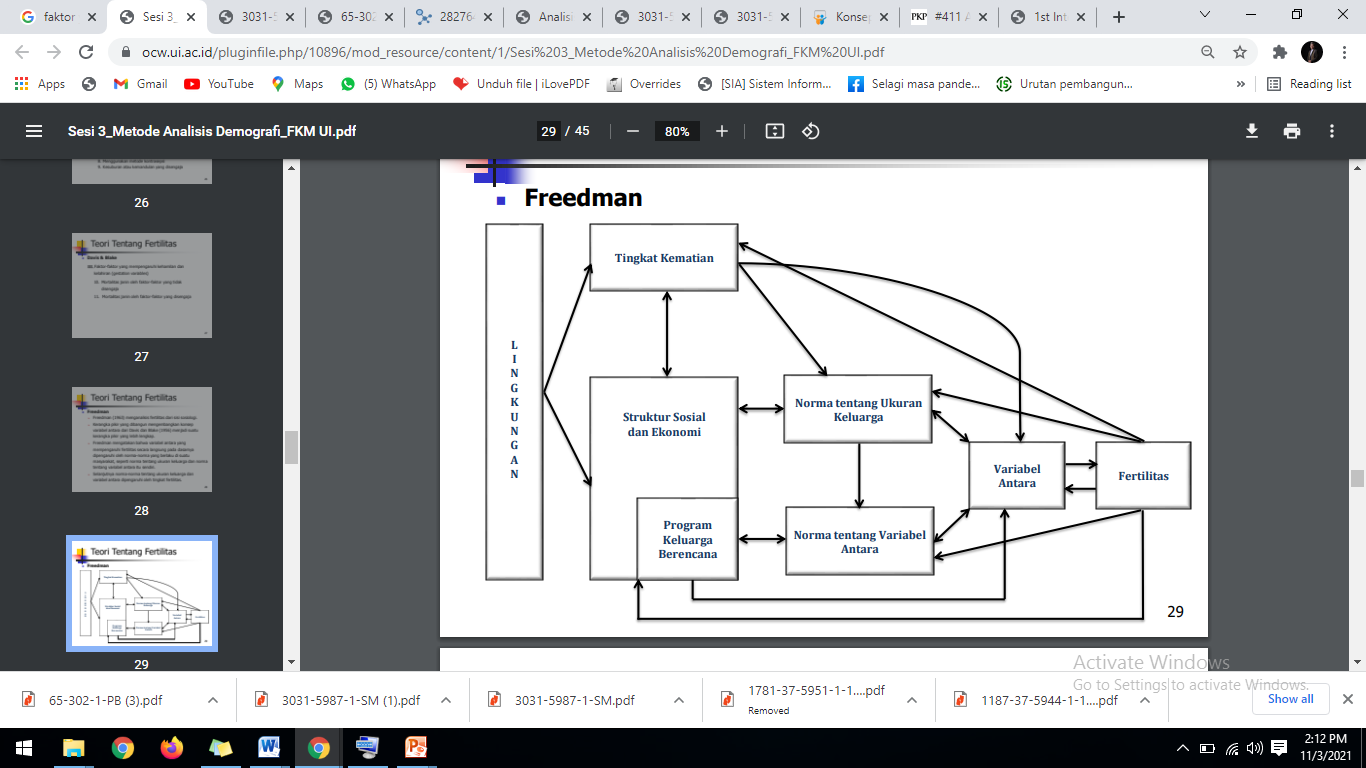 faktor
Sesi 3_
3031-5
65-302
28276
Analisi
3031-5
3031-5
Konse
PKP #411 A
1st Int
ocw.ui.ac.id/pluginfile.php/10896/mod_resource/content/1/Sesi%203_Metode%20Analisis%20Demografi_FKM%20UI.pdf
Apps
Gmail
YouTube
Maps
(5) WhatsApp
Unduh file | iLovePDF
Overrides
[SIA] Sistem Inform...
Selagi masa pande...
Urutan pembangun...
»
Reading list
Sesi 3_Metode Analisis Demografi_FKM UI.pdf
29 / 45
80%
26
Teori Tentang Fertilitas
Davis & Blake
27
Teori Tentang Fertilitas
Freedman
28
Teori Tentang Fertilitas
Freedman
29
Freedman
LINGKUNGAN
Tingkat Kematian
Struktur Sosial
dan Ekonomi
Program
Keluarga
Berencana
Norma tentang Ukuran
Keluarga
Norma tentang Variabel
Antara
Variabel
Antara
Fertilitas
29
Activate Windows
Go to Settings to activate Windows.
65-302-1-PB (3).pdf
3031-5987-1-SM (1).pdf
3031-5987-1-SM.pdf
1781-37-5951-1-1....pdf
Removed
1187-37-5944-1-1....pdf
Show all
2:12 PM
11/3/2021